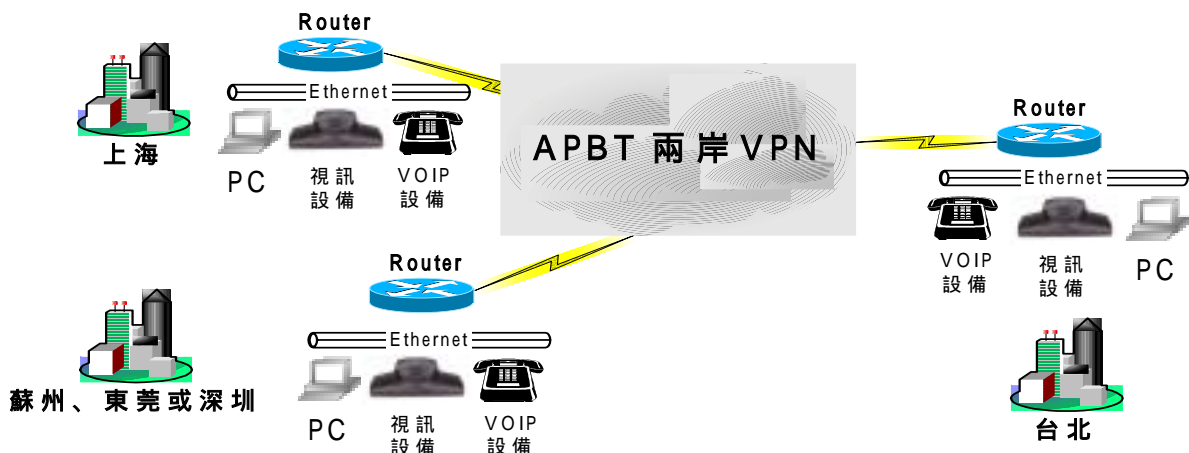 Router
Ethernet
上海
PC
視訊
設備
VOIP
設備
APBT 兩岸 VPN
Router
Ethernet
VOIP
設備
視訊
設備
PC
台北
Router
Ethernet
蘇州、東莞或深圳
PC
視訊
設備
VOIP
設備